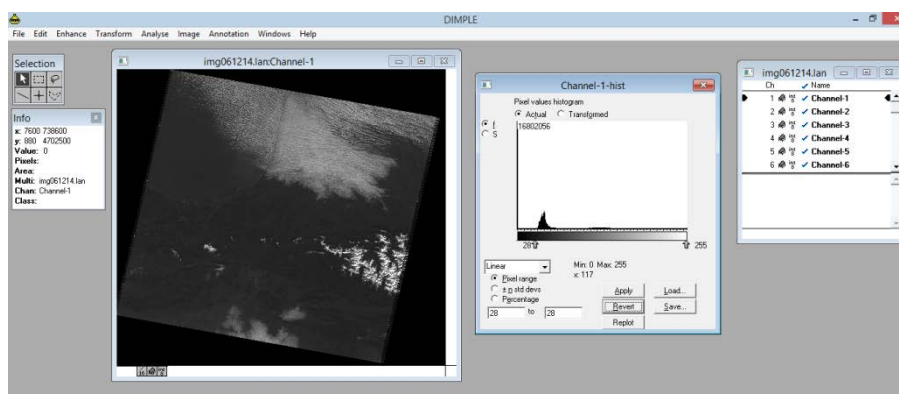 DIMPLE
File Edit Enhance Transform Analyse Image Annotation Windows Help
Selection
Info
x: 7600 738600
y: 880 4702500
Value: 0
Pixels:
Area:
Multi: img061214.lan
Chan: Channel-1
Class:
img061214.lan:Channel-1
Channel-1-hist
Pixel values histogram
Actual Transformed
f
S
16802056
28 255
Linear
Min: 0 Max: 255
x: 117
Pixel range
± n std devs
Percentage
28 to 28
Apply Load...
Revert Save...
Replot
img061214.lan
Ch Name
1 Channel-1
2 Channel-2
3 Channel-3
4 Channel-4
5 Channel-5
6 Channel-6